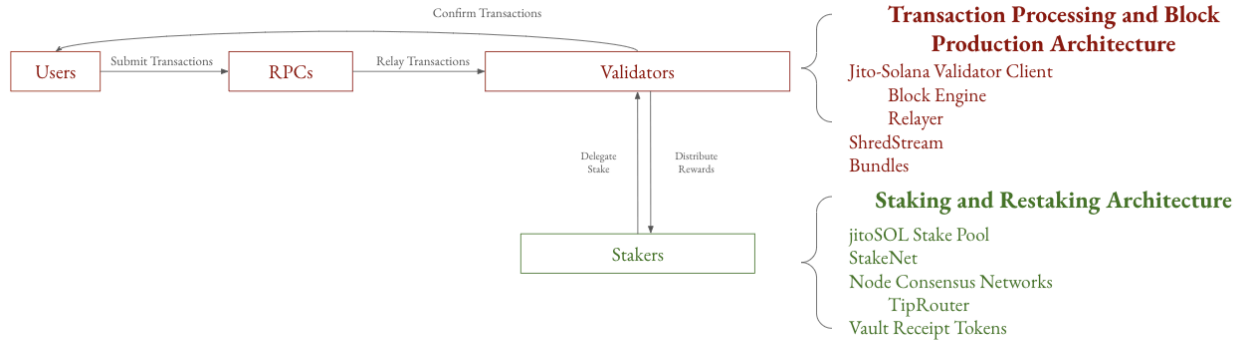 Confirm Transactions
Users
Submit Transactions
RPCs
Relay Transactions
Validators
Delegate
Stake
Distribute
Rewards
Stakers
Transaction Processing and Block
Production Architecture
Jito-Solana Validator Client
Block Engine
Relayer
ShredStream
Bundles
Staking and Restaking Architecture
jitoSOL Stake Pool
StakeNet
Node Consensus Networks
TipRouter
Vault Receipt Tokens